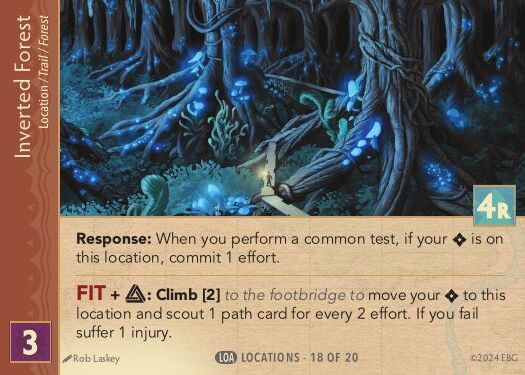 Inverted Forest
Location / Trail / Forest
4R
Response: When you perform a common test, if your is on
this location, commit 1 effort.
FIT + : Climb [2] to the footbridge to move your to this
location and scout 1 path card for every 2 effort. If you fail
suffer 1 injury.
3
Rob Laskey
LOA LOCATIONS · 18 OF 20
©2024 EBG